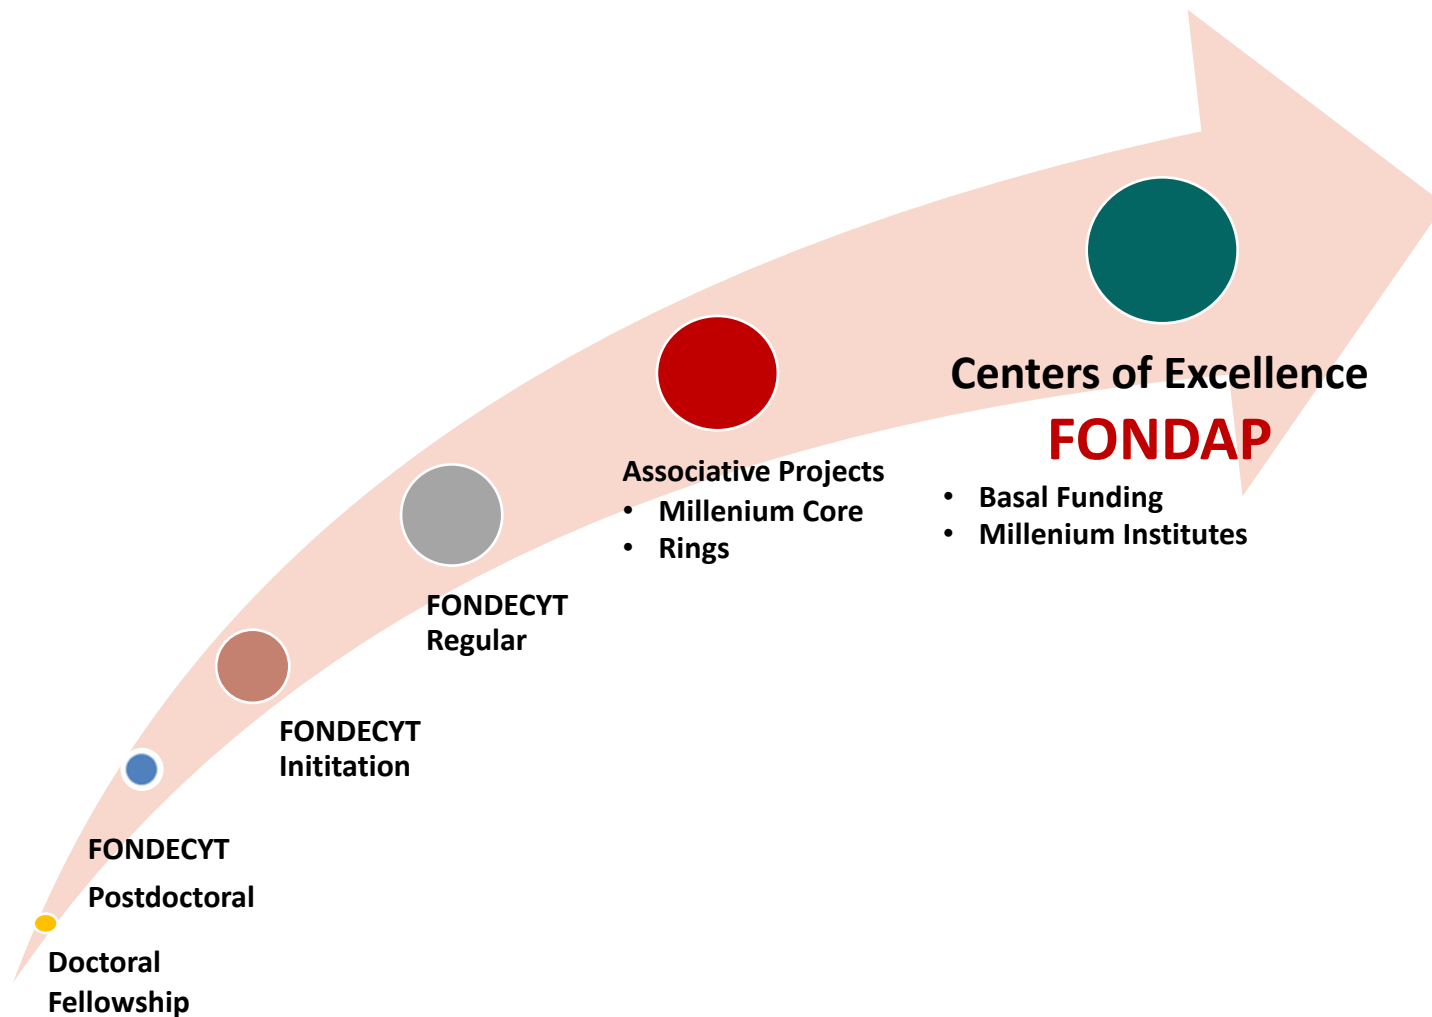 Centers of Excellence
FONDAP
• Basal Funding
• Millenium Institutes
Associative Projects
• Millenium Core
• Rings
FONDECYT
Regular
FONDECYT
Inititation
FONDECYT
Postdoctoral
Doctoral
Fellowship